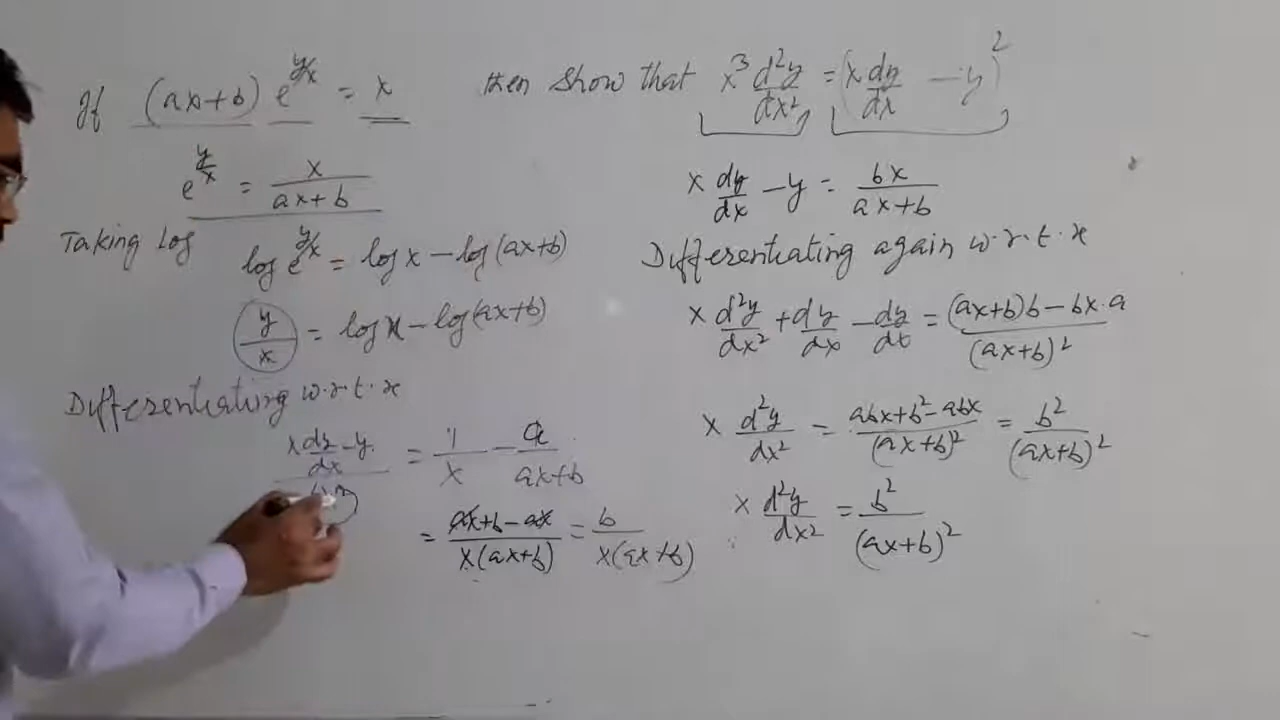 If (ax+b) e^{y/x} = x then show that x³ d²y/dx² = (x dy/dx - y)²
e^{y/x} = x/(ax+b)
Taking Log
log e^{y/x} = log x - log(ax+b)
y/x = log x - log(ax+b)
Differentiating w.r.t. x
(x dy/dx - y)/ = 1/x - a/(ax+b)
= (ax+b-ax)/(x(ax+b)) = b/(x(ax+b))
x dy/dx - y = bx/(ax+b)
Differentiating again w.r.t. x
x d²y/dx² + dy/dx - dy/dx = ((ax+b)b - bx.a)/(ax+b)²
x d²y/dx² = (abx+b²-abx)/(ax+b)² = b²/(ax+b)²
x d²y/dx² = b²/(ax+b)²